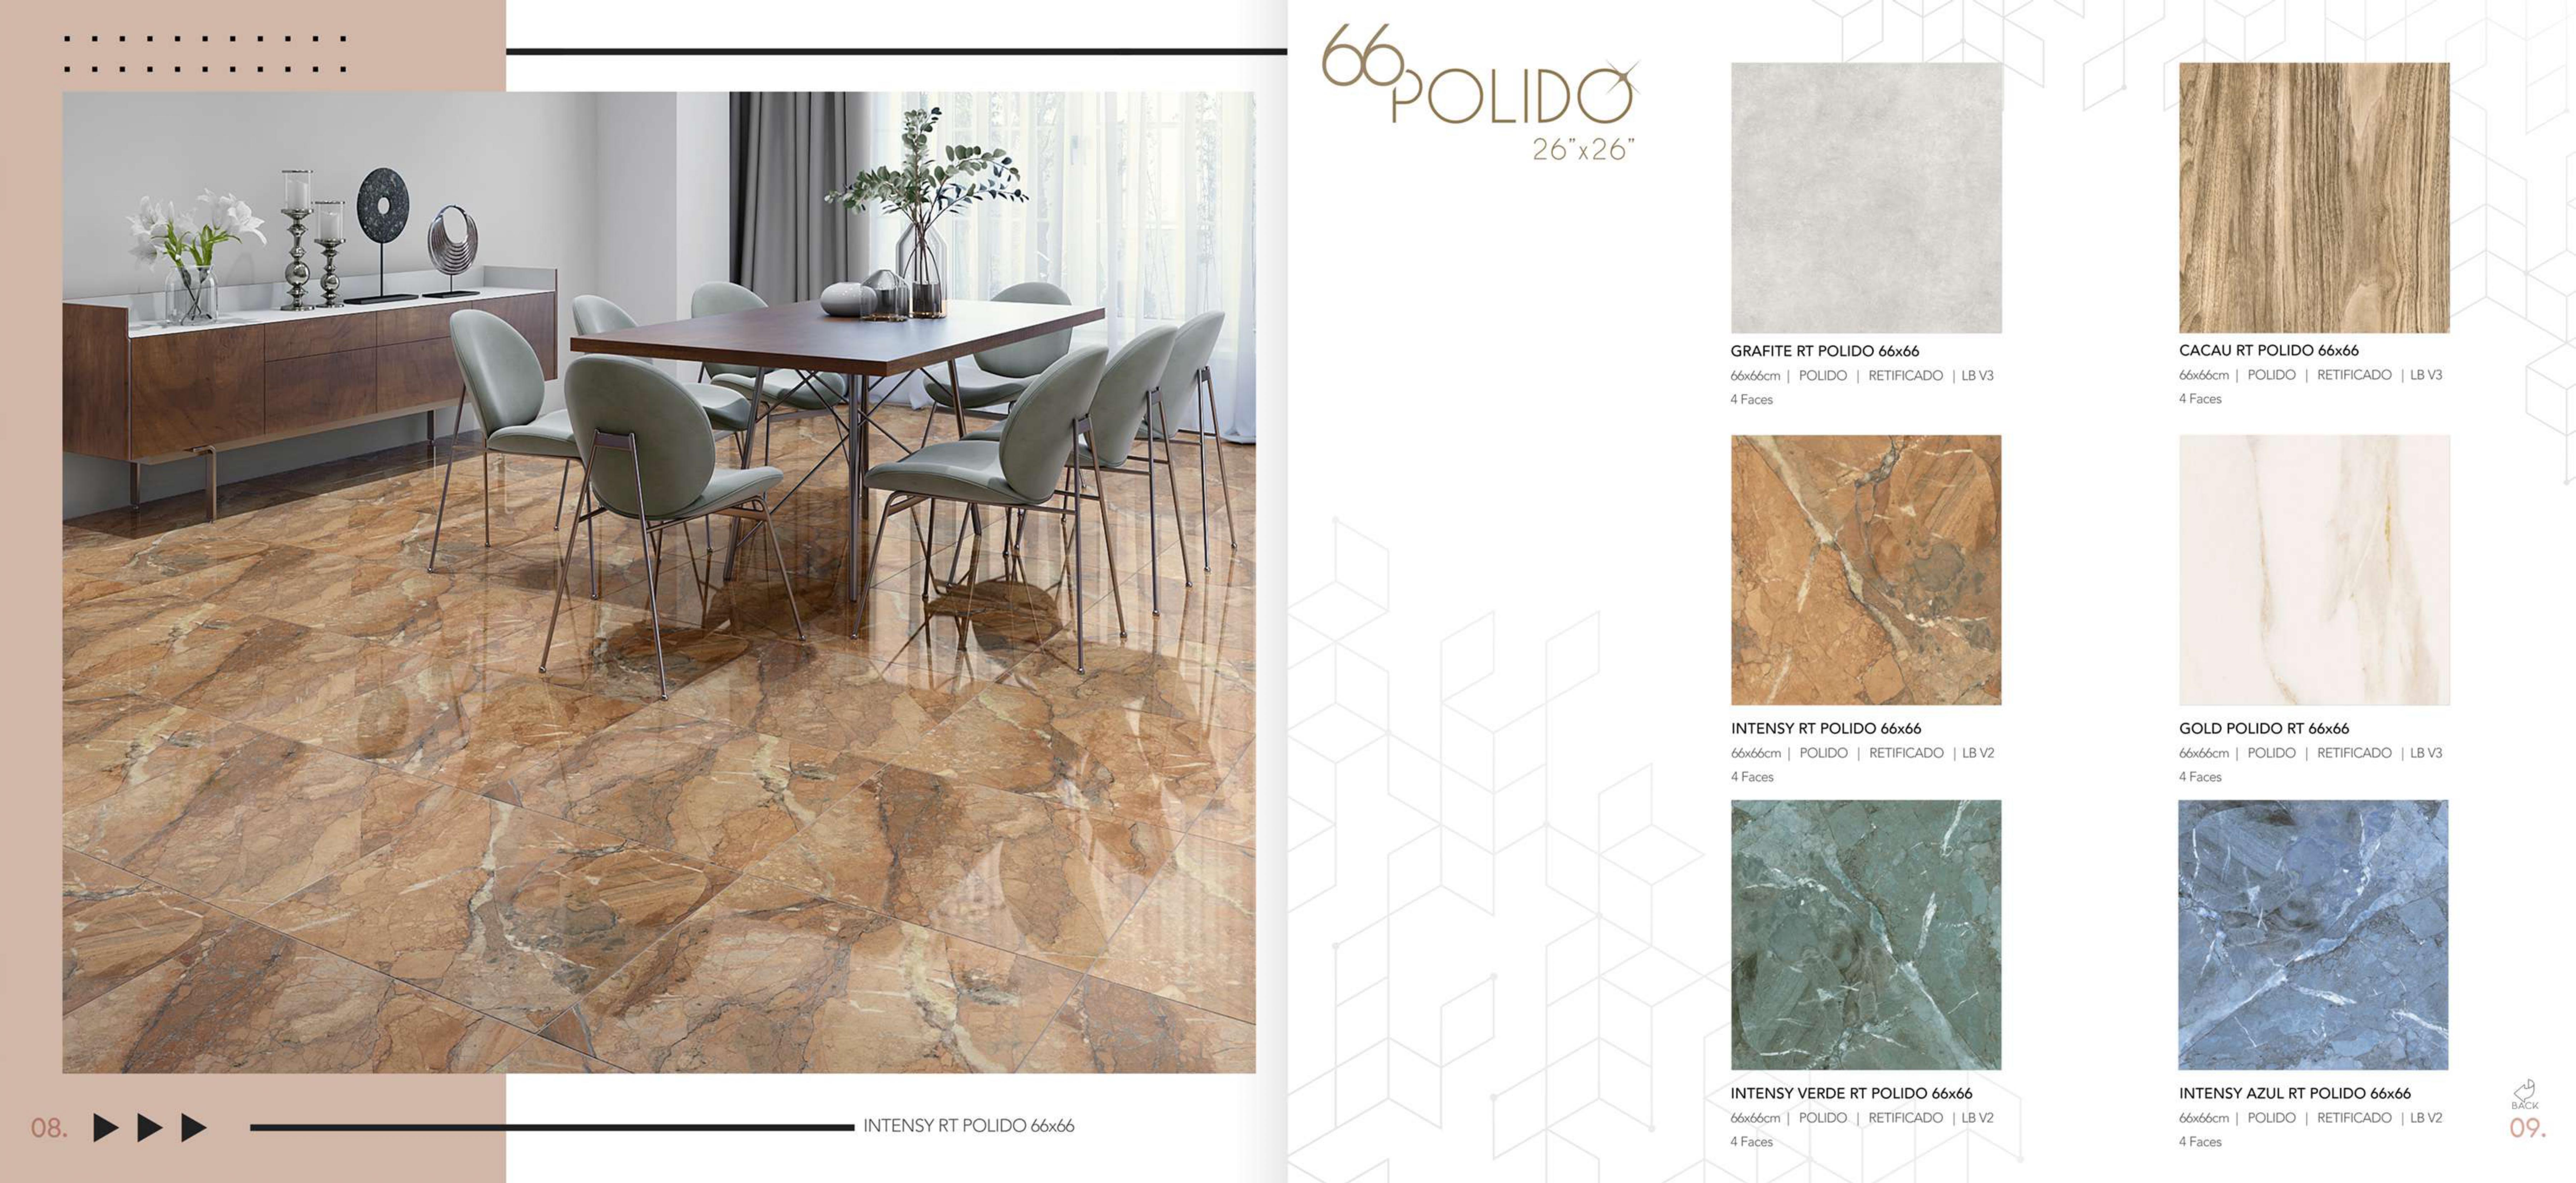 08.
INTENSY RT POLIDO 66x66
66
POLIDO
26"x26"
GRAFITE RT POLIDO 66x66
66x66cm | POLIDO | RETIFICADO | LB V3
4 Faces
CACAU RT POLIDO 66x66
66x66cm | POLIDO | RETIFICADO | LB V3
4 Faces
INTENSY RT POLIDO 66x66
66x66cm | POLIDO | RETIFICADO | LB V2
4 Faces
GOLD POLIDO RT 66x66
66x66cm | POLIDO | RETIFICADO | LB V3
4 Faces
INTENSY VERDE RT POLIDO 66x66
66x66cm | POLIDO | RETIFICADO | LB V2
4 Faces
INTENSY AZUL RT POLIDO 66x66
66x66cm | POLIDO | RETIFICADO | LB V2
4 Faces
BACK
09.